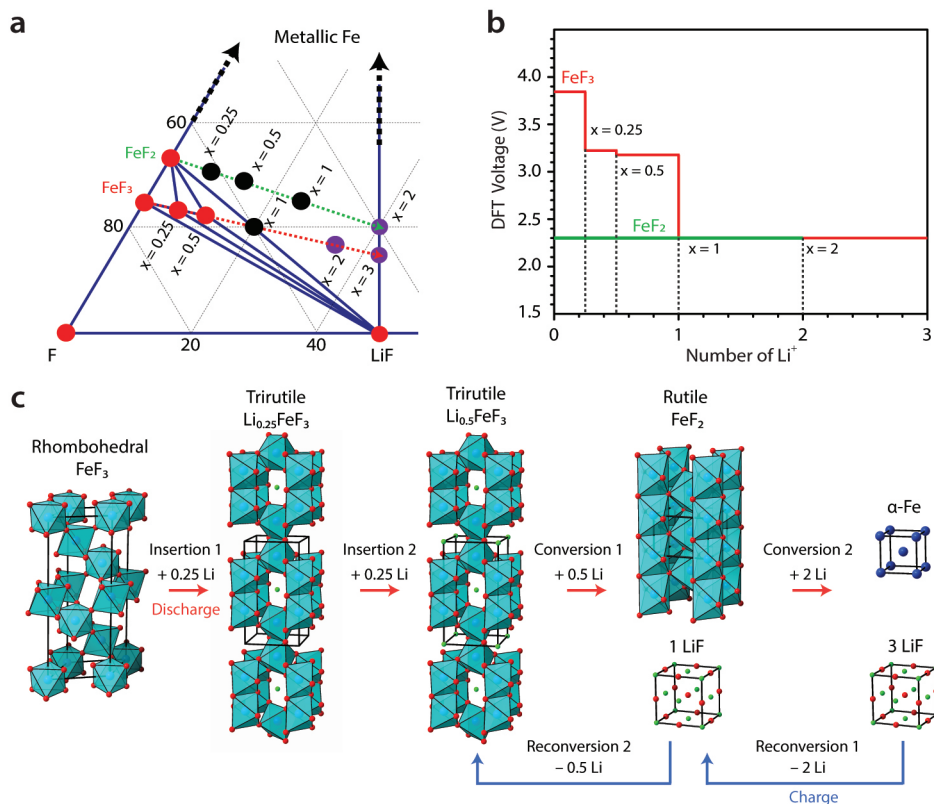 a
Metallic Fe
60
FeF₂
x = 0.25
x = 0.5
x = 1
x = 2
FeF₃
80
x = 0.25
x = 0.5
x = 1
x = 2
x = 3
F
20
40
LiF
b
DFT Voltage (V)
4.0
3.5
3.0
2.5
2.0
1.5
FeF₃
x = 0.25
x = 0.5
FeF₂
x = 1
x = 2
0
1
2
3
Number of Li⁺
c
Rhombohedral
FeF₃
Trirutile
Li₀.₂₅FeF₃
Trirutile
Li₀.₅FeF₃
Rutile
FeF₂
α-Fe
Insertion 1
+ 0.25 Li
Discharge
Insertion 2
+ 0.25 Li
Conversion 1
+ 0.5 Li
Conversion 2
+ 2 Li
1 LiF
3 LiF
Reconversion 2
– 0.5 Li
Reconversion 1
– 2 Li
Charge